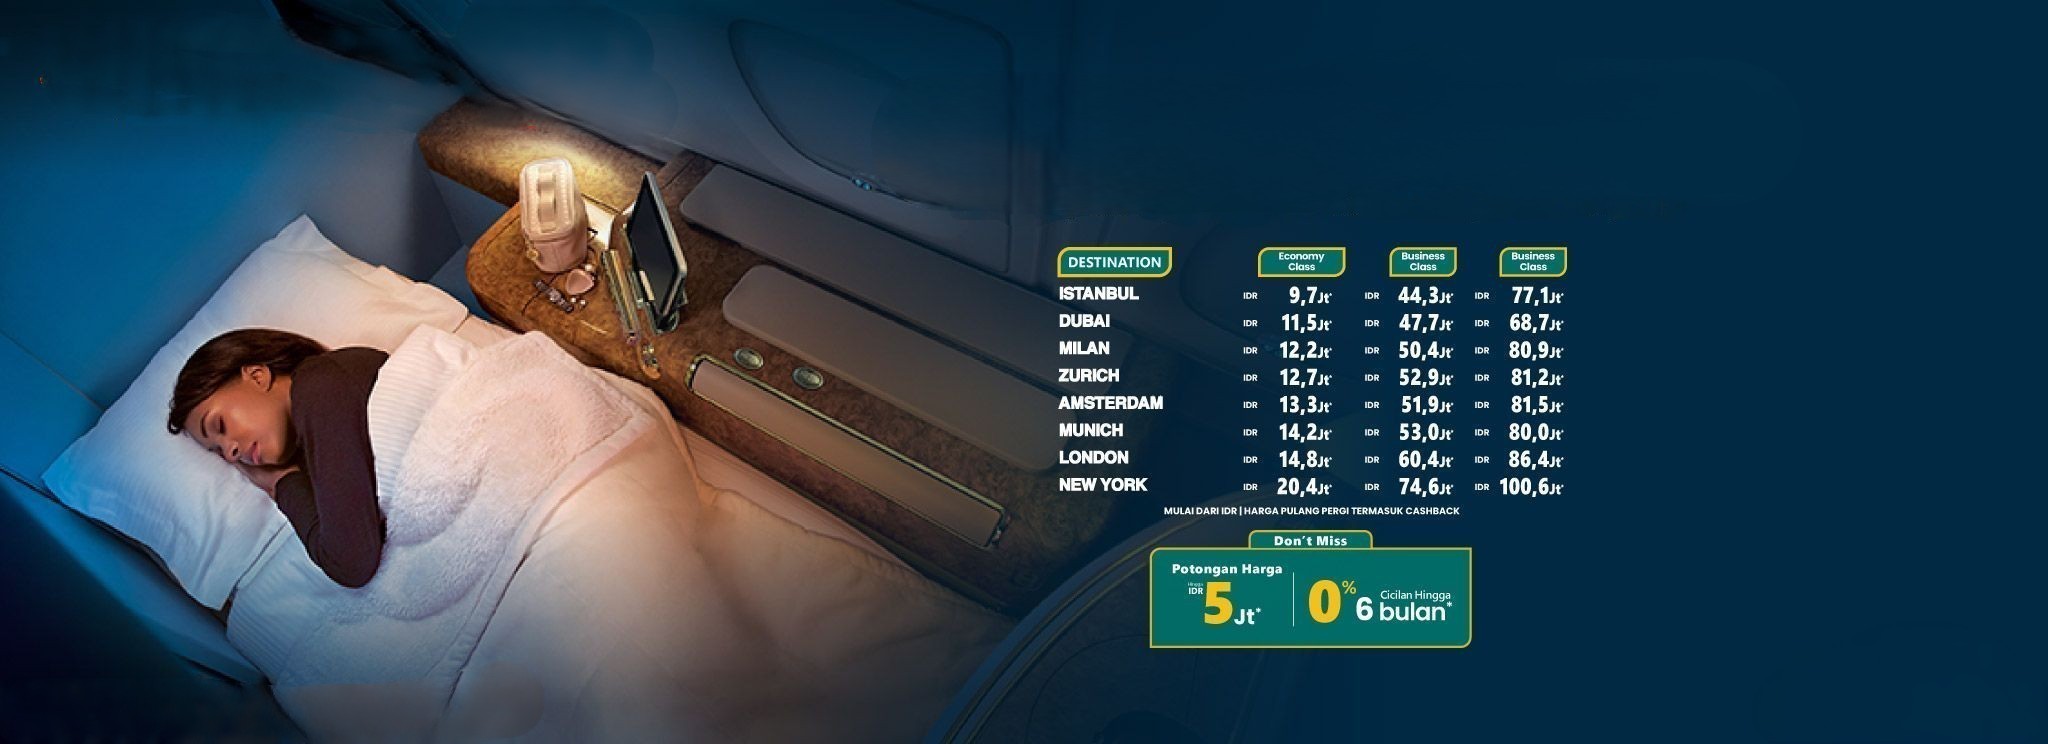 DESTINATION Economy Class Business Class Business Class
ISTANBUL IDR 9,7Jt* IDR 44,3Jt* IDR 77,1Jt*
DUBAI IDR 11,5Jt* IDR 47,7Jt* IDR 68,7Jt*
MILAN IDR 12,2Jt* IDR 50,4Jt* IDR 80,9Jt*
ZURICH IDR 12,7Jt* IDR 52,9Jt* IDR 81,2Jt*
AMSTERDAM IDR 13,3Jt* IDR 51,9Jt* IDR 81,5Jt*
MUNICH IDR 14,2Jt* IDR 53,0Jt* IDR 80,0Jt*
LONDON IDR 14,8Jt* IDR 60,4Jt* IDR 86,4Jt*
NEW YORK IDR 20,4Jt* IDR 74,6Jt* IDR 100,6Jt*
MULAI DARI IDR | HARGA PULANG PERGI TERMASUK CASHBACK
Don't Miss
Potongan Harga
Hingga
IDR 5Jt*
0%
Cicilan Hingga
6 bulan*